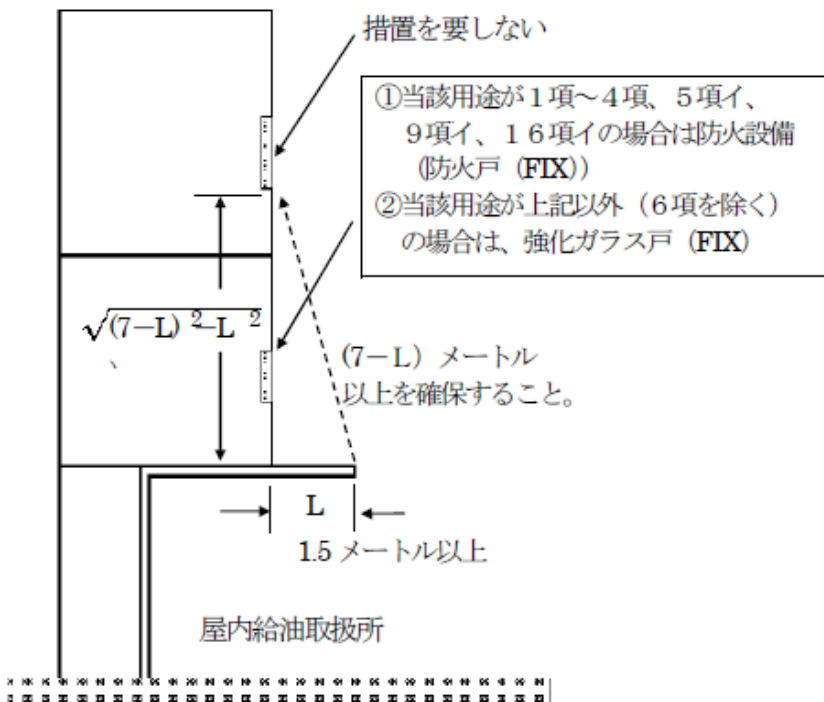 措置を要しない
①当該用途が1項～4項、5項イ、
9項イ、16項イの場合は防火設備
(防火戸 (FIX))
②当該用途が上記以外（6項を除く）
の場合は、強化ガラス戸 (FIX)
√(7−L)²−L²
、
(7−L) メートル
以上を確保すること。
L
1.5 メートル以上
屋内給油取扱所